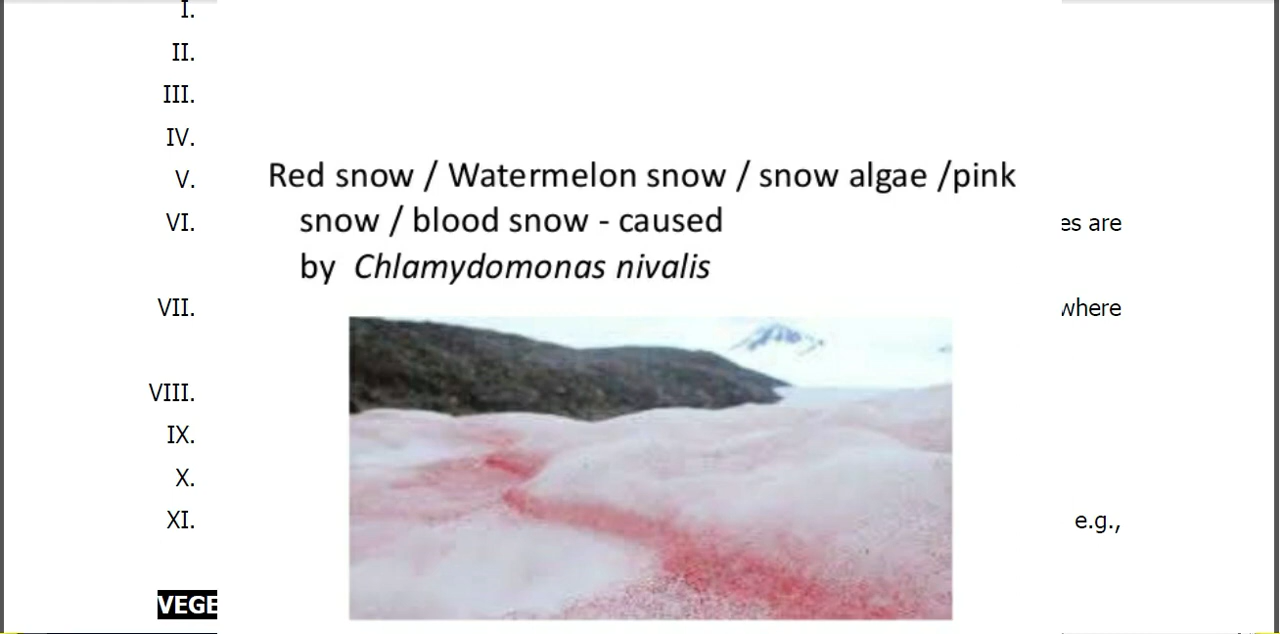 I.
II.
III.
IV.
Red snow / Watermelon snow / snow algae /pink
V.
snow / blood snow - caused
VI.
es are
by Chlamydomonas nivalis
VII.
where
VIII.
IX.
X.
XI.
e.g.,
VEGE